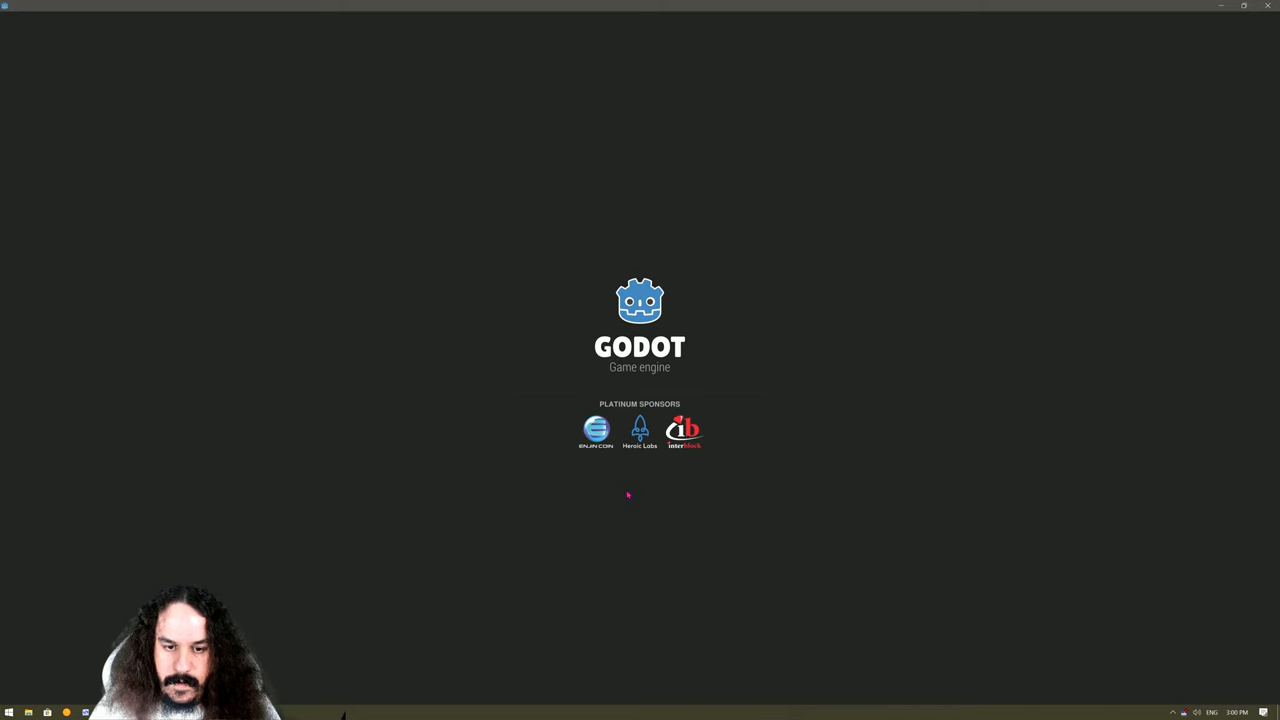 GODOT
Game engine
PLATINUM SPONSORS
ENJIN COIN
Heroic Labs
ib
interblock
ENG
3:00 PM